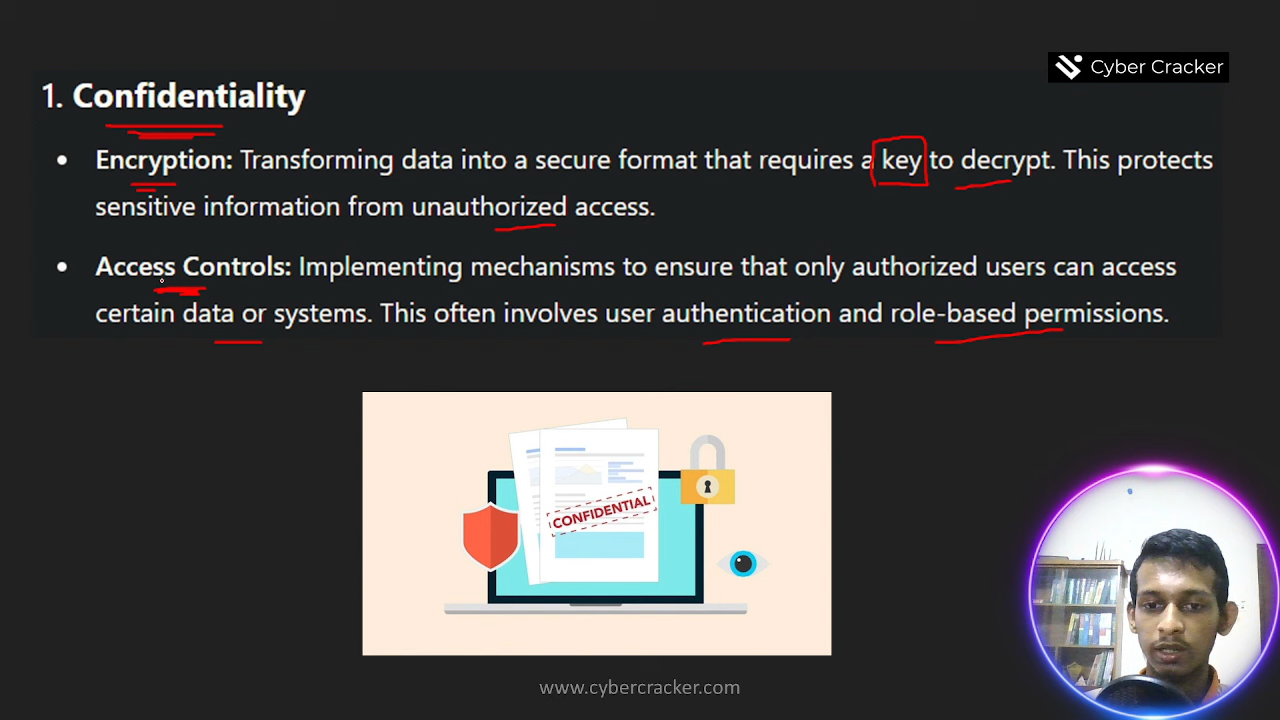 Cyber Cracker
1. Confidentiality
• Encryption: Transforming data into a secure format that requires a key to decrypt. This protects
sensitive information from unauthorized access.
• Access Controls: Implementing mechanisms to ensure that only authorized users can access
certain data or systems. This often involves user authentication and role-based permissions.
CONFIDENTIAL
www.cybercracker.com